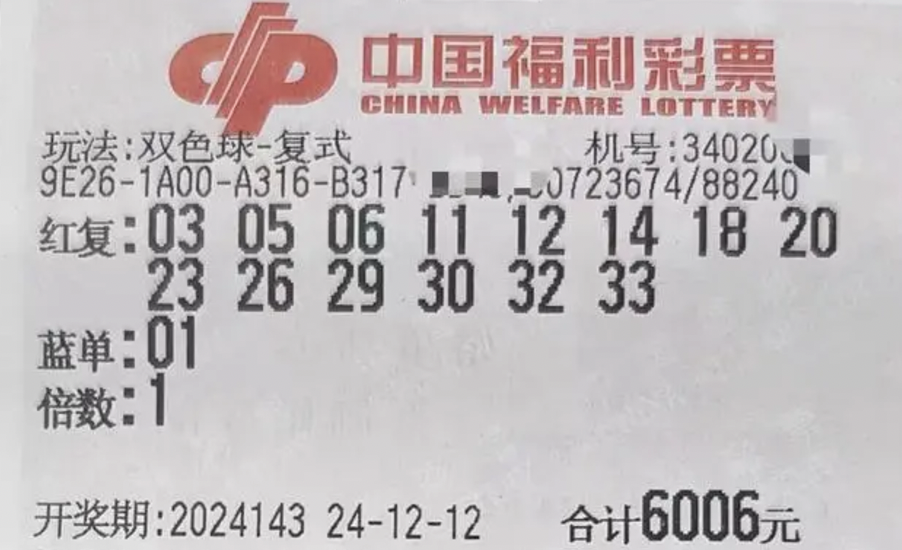 中国福利彩票
CHINA WELFARE LOTTERY
玩法:双色球-复式 机号:34020
9E26-1A00-A316-B317 0723674/88240
红复:03 05 06 11 12 14 18 20
23 26 29 30 32 33
蓝单:01
倍数:1
开奖期:2024143 24-12-12 合计6006元